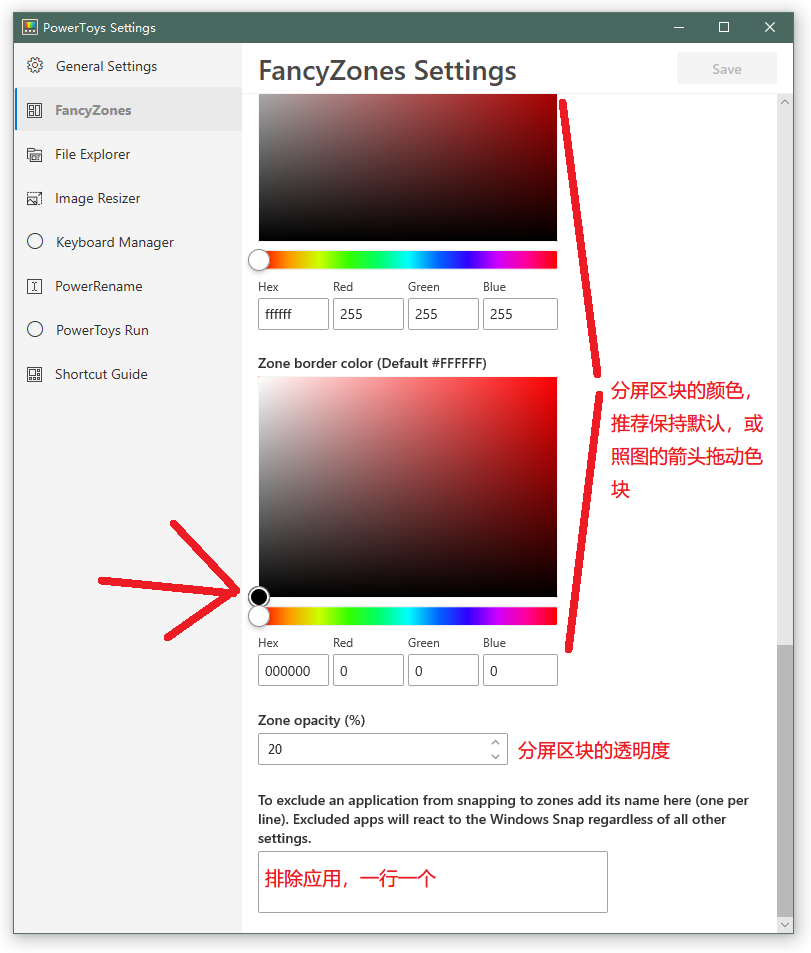 PowerToys Settings
General Settings
FancyZones
File Explorer
Image Resizer
Keyboard Manager
PowerRename
PowerToys Run
Shortcut Guide
FancyZones Settings
Save
Hex Red Green Blue
ffffff 255 255 255
Zone border color (Default #FFFFFF)
分屏区块的颜色，
推荐保持默认，或
照图的箭头拖动色
块
Hex Red Green Blue
000000 0 0 0
Zone opacity (%)
20
分屏区块的透明度
To exclude an application from snapping to zones add its name here (one per
line). Excluded apps will react to the Windows Snap regardless of all other
settings.
排除应用，一行一个